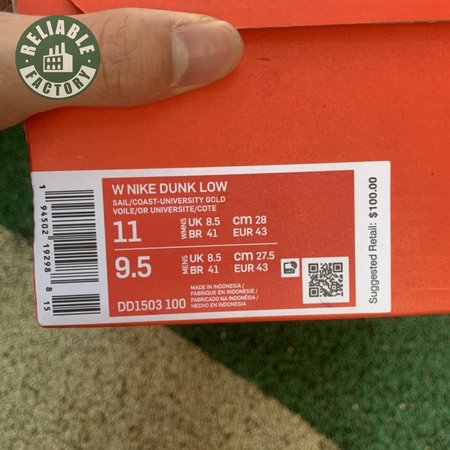 RELIABLE
FACTORY
W NIKE DUNK LOW
SAIL/COAST-UNIVERSITY GOLD
VOILE/OR UNIVERSITE/COTE
11 WMNS UK 8.5 cm 28
BR 41 EUR 43
9.5 MENS UK 8.5 cm 27.5
BR 41 EUR 43
DD1503 100
MADE IN INDONESIA/
FABRIQUE EN INDONESIE/
FABRICADO NA INDONÉSIA/
HECHO EN INDONESIA
Suggested Retail: $100.00
1 94502 19298 8 15